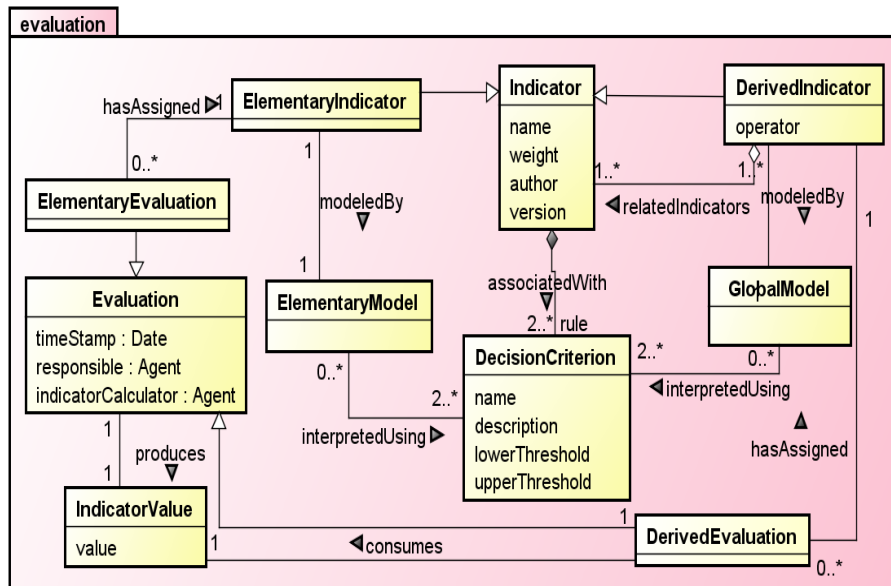 evaluation
hasAssigned
1
ElementaryIndicator
Indicator
name
weight
author
version
DerivedIndicator
operator
0..*
1
1..*
1..*
ElementaryEvaluation
modeledBy
relatedIndicators
modeledBy
1
1
associatedWith
Evaluation
timeStamp : Date
responsible : Agent
indicatorCalculator : Agent
ElementaryModel
GlobalModel
2..* rule
0..*
2..*
DecisionCriterion
name
description
lowerThreshold
upperThreshold
2..*
0..*
interpretedUsing
interpretedUsing
1
produces
1
hasAssigned
IndicatorValue
value
1
consumes
1
DerivedEvaluation
0..*